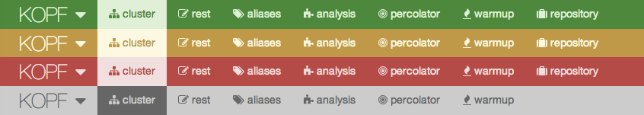 KOPF cluster rest aliases analysis percolator warmup repository
KOPF cluster rest aliases analysis percolator warmup repository
KOPF cluster rest aliases analysis percolator warmup repository
KOPF cluster rest aliases analysis percolator warmup